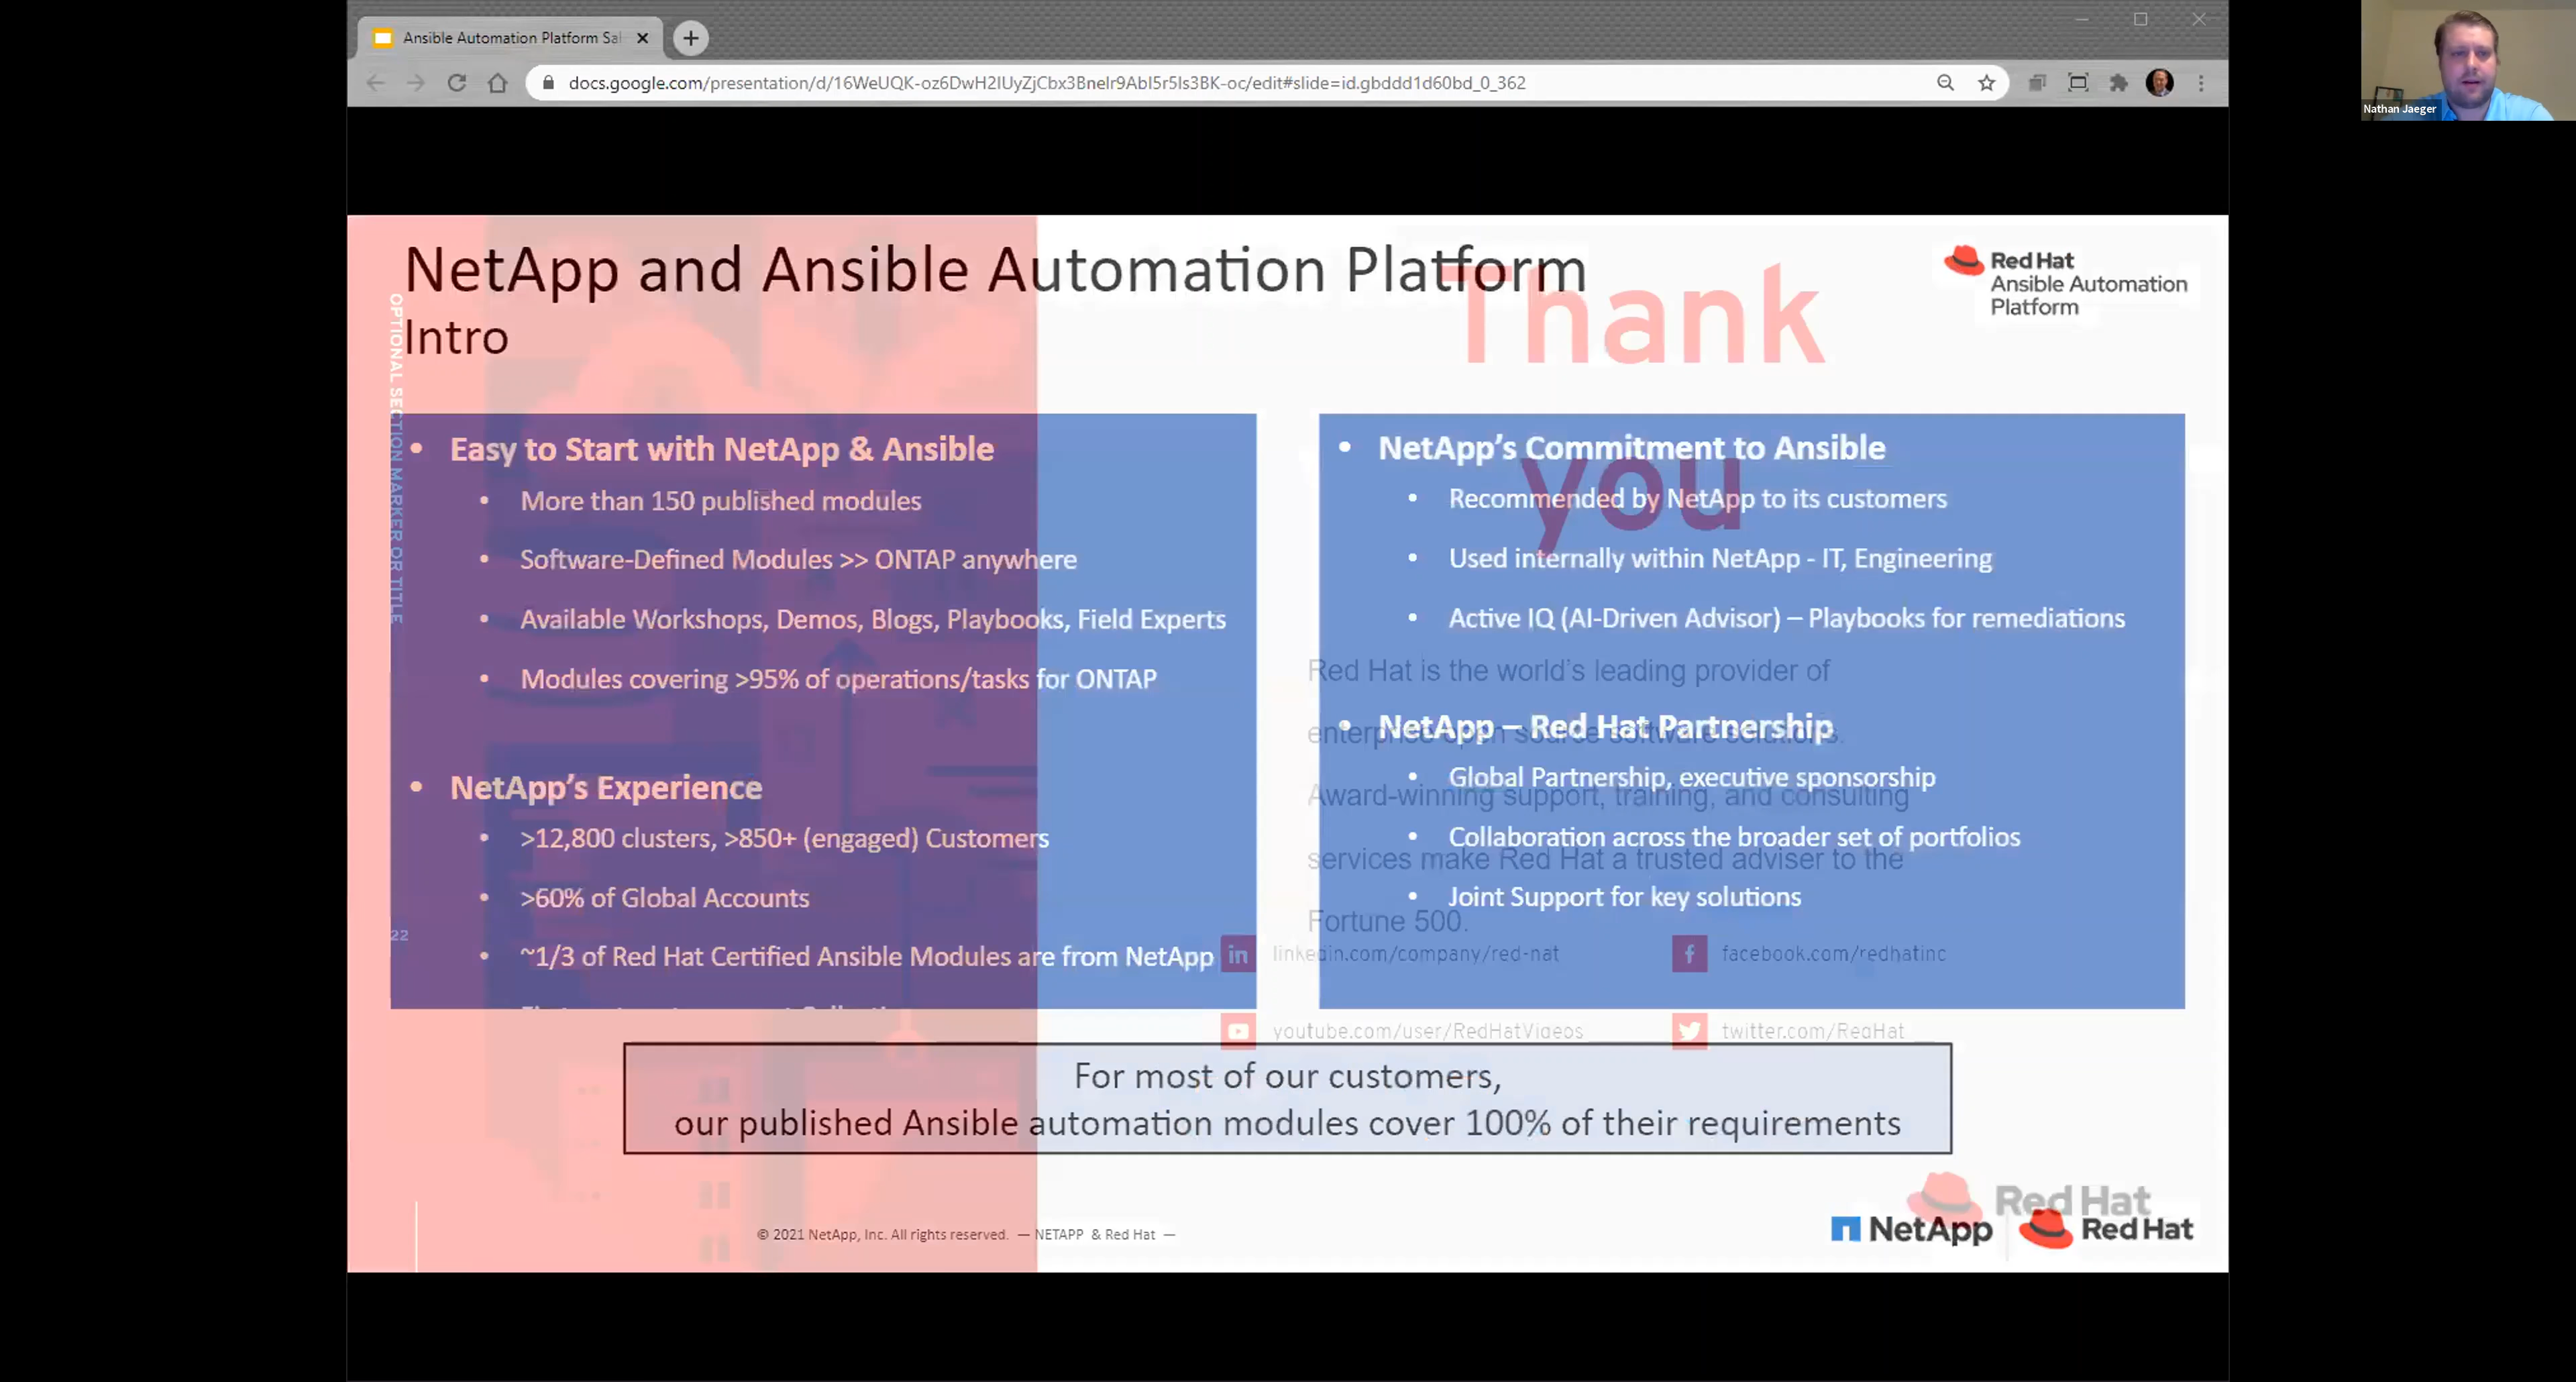 Ansible Automation Platform Sal
docs.google.com/presentation/d/16WeUQK-oz6DwH2lUyZjCbx3Bnelr9Abl5r5ls3BK-oc/edit#slide=id.gbddd1d60bd_0_362
Nathan Jaeger
NetApp and Ansible Automation Platform
Intro
Red Hat
Ansible Automation
Platform
Thank
you
OPTIONAL SECTION MARKER OR TITLE
• Easy to Start with NetApp & Ansible
• More than 150 published modules
• Software-Defined Modules >> ONTAP anywhere
• Available Workshops, Demos, Blogs, Playbooks, Field Experts
• Modules covering >95% of operations/tasks for ONTAP
• NetApp's Experience
• >12,800 clusters, >850+ (engaged) Customers
• >60% of Global Accounts
• ~1/3 of Red Hat Certified Ansible Modules are from NetApp
22
• NetApp's Commitment to Ansible
• Recommended by NetApp to its customers
• Used internally within NetApp - IT, Engineering
• Active IQ (AI-Driven Advisor) – Playbooks for remediations
• NetApp – Red Hat Partnership
• Global Partnership, executive sponsorship
• Collaboration across the broader set of portfolios
• Joint Support for key solutions
Red Hat is the world's leading provider of
enterprise open source software solutions.
Award-winning support, training, and consulting
services make Red Hat a trusted adviser to the
Fortune 500.
linkedin.com/company/red-hat
facebook.com/redhatinc
youtube.com/user/RedHatVideos
twitter.com/RedHat
For most of our customers,
our published Ansible automation modules cover 100% of their requirements
© 2021 NetApp, Inc. All rights reserved. — NETAPP & Red Hat —
Red Hat
NetApp
Red Hat